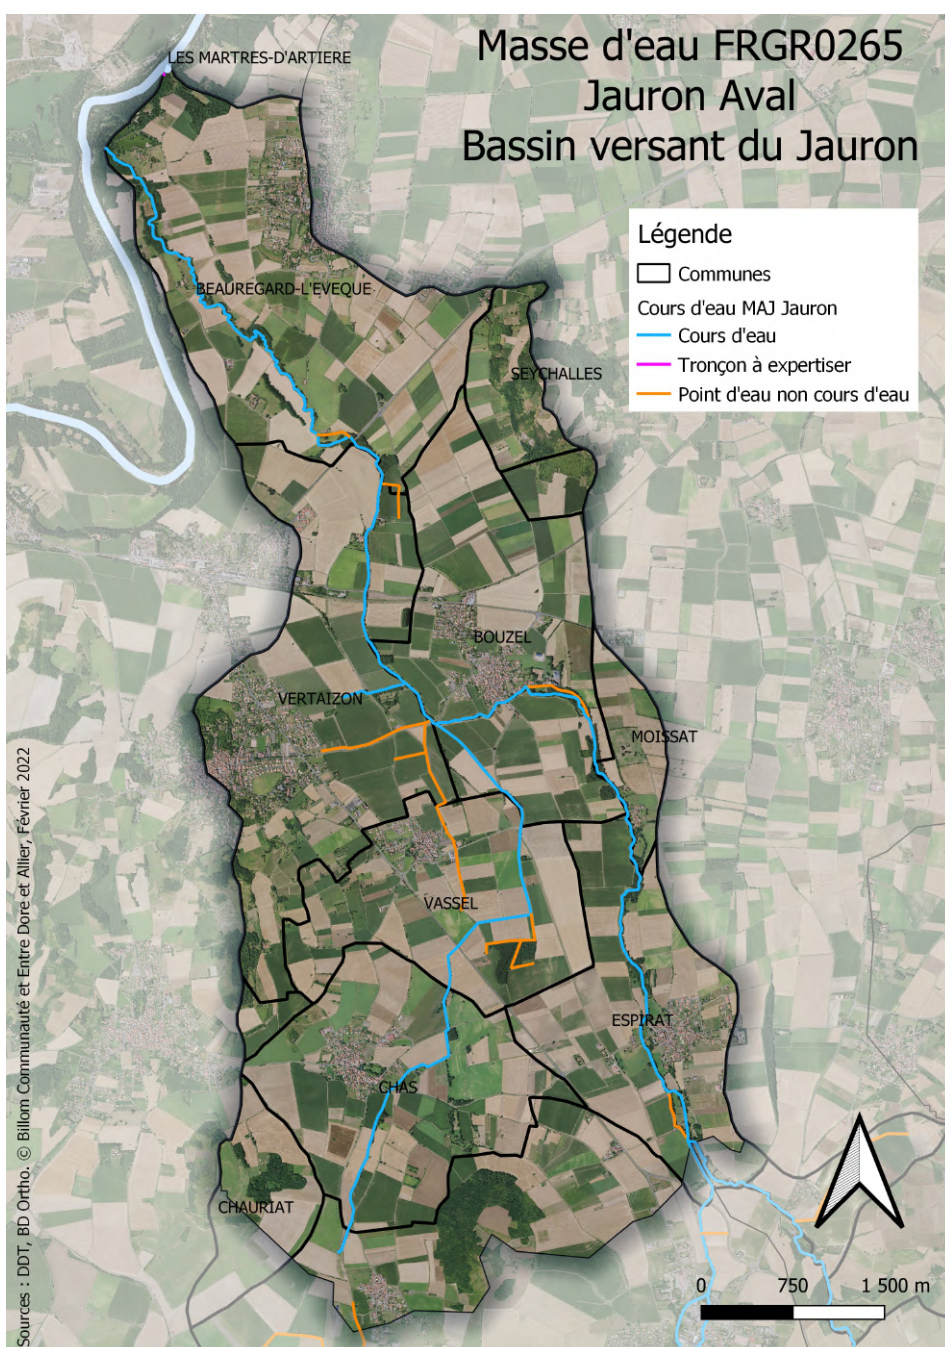 Masse d'eau FRGR0265
Jauron Aval
Bassin versant du Jauron
LES MARTRES-D'ARTIERE
Légende
Communes
Cours d'eau MAJ Jauron
Cours d'eau
Tronçon à expertiser
Point d'eau non cours d'eau
BEAUREGARD-L'EVEQUE
SEYCHALLES
BOUZEL
VERTAIZON
MOISSAT
VASSEL
ESPIRAT
CHAS
CHAURIAT
0 750 1 500 m
Sources : DDT, BD Ortho. © Billom Communauté et Entre Dore et Allier, Février 2022